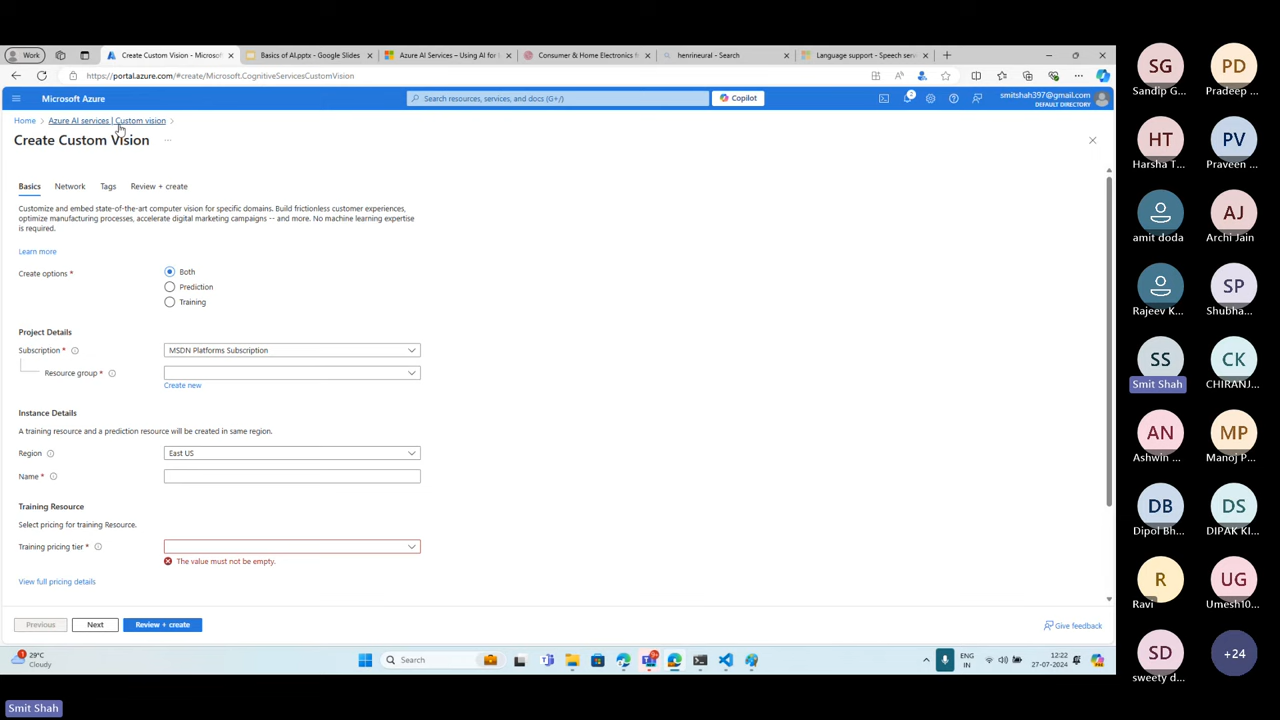 Work
Create Custom Vision - Microsof
Basics of AI.pptx - Google Slides
Azure AI Services – Using AI for
Consumer & Home Electronics
henrineural - Search
Language support - Speech serv
https://portal.azure.com/#create/Microsoft.CognitiveServicesCustomVision
Microsoft Azure
Search resources, services, and docs (G+/)
Copilot
2
smitshah397@gmail.com
DEFAULT DIRECTORY
Home
Azure AI services | Custom vision
Create Custom Vision
Basics
Network
Tags
Review + create
Customize and embed state-of-the-art computer vision for specific domains. Build frictionless customer experiences,
optimize manufacturing processes, accelerate digital marketing campaigns -- and more. No machine learning expertise
is required.
Learn more
Create options *
Both
Prediction
Training
Project Details
Subscription *
MSDN Platforms Subscription
Resource group *
Create new
Instance Details
A training resource and a prediction resource will be created in same region.
Region
East US
Name *
Training Resource
Select pricing for training Resource.
Training pricing tier *
The value must not be empty.
View full pricing details
Previous
Next
Review + create
Give feedback
29°C
Cloudy
Search
ENG
IN
12:22
27-07-2024
Smit Shah
SG
Sandip G...
PD
Pradeep ...
HT
Harsha T...
PV
Praveen ...
amit doda
AJ
Archi Jain
Rajeev K...
SP
Shubha...
SS
Smit Shah
CK
CHIRANJ...
AN
Ashwin ...
MP
Manoj P...
DB
Dipol Bh...
DS
DIPAK KI...
R
Ravi
UG
Umesh10...
SD
sweety d...
+24